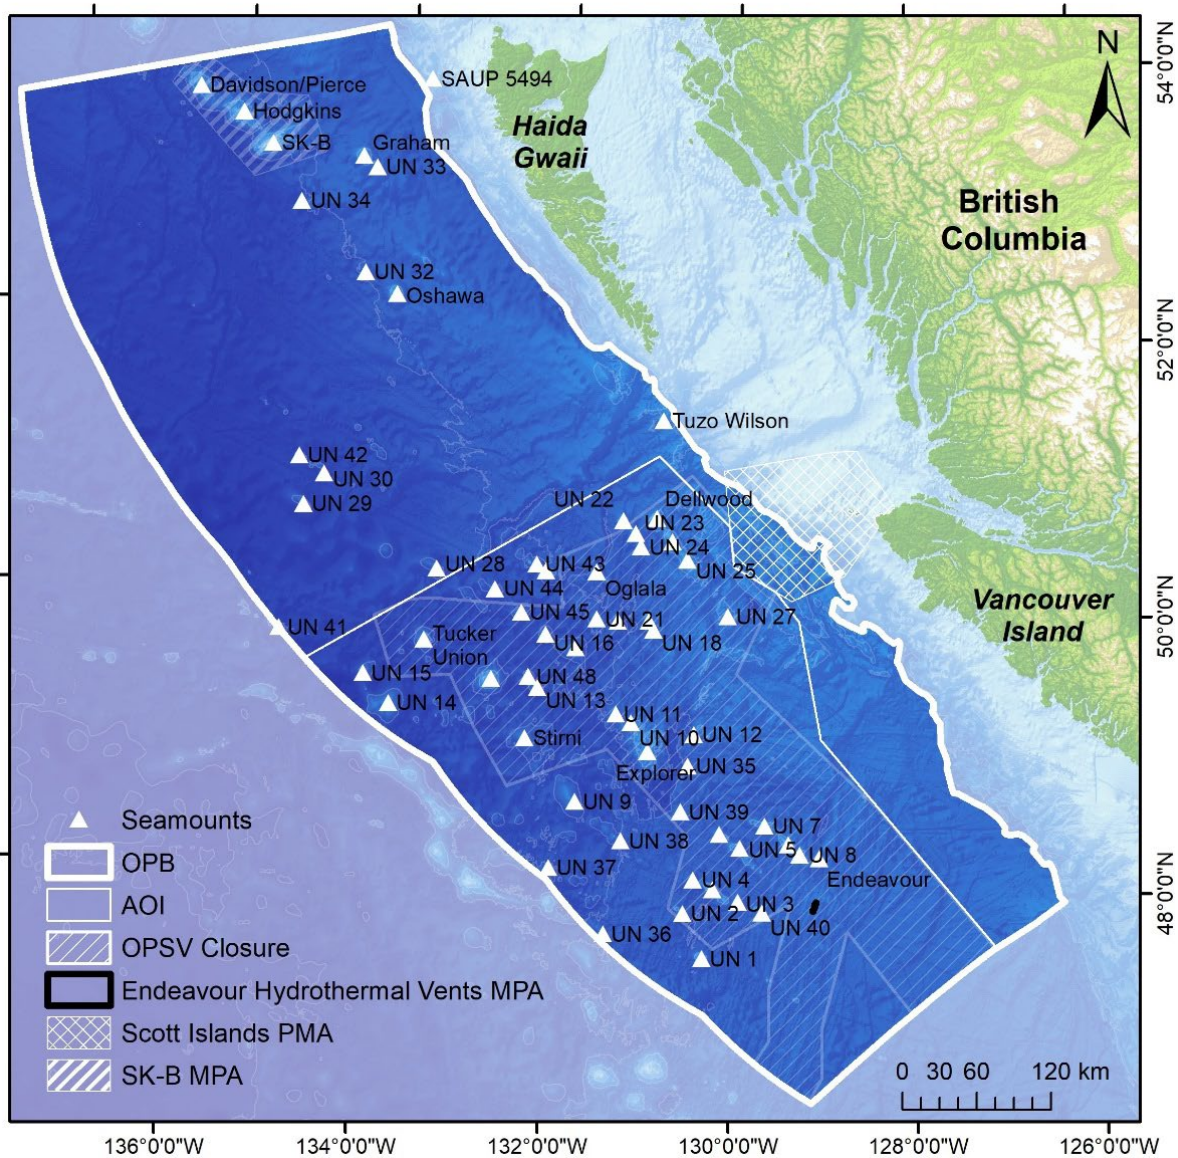 N
54°0'0"N
SAUP 5494
Davidson/Pierce
Hodgkins
SK-B
Graham
UN 33
Haida
Gwaii
British
Columbia
UN 34
UN 32
Oshawa
52°0'0"N
Tuzo Wilson
UN 42
UN 30
UN 29
UN 22
Dellwood
UN 23
UN 24
UN 25
UN 28
UN 43
UN 44
Oglala
UN 45
UN 21
UN 27
UN 41
UN 16
UN 18
Tucker
Union
Vancouver
Island
50°0'0"N
UN 15
UN 48
UN 13
UN 14
UN 11
UN 10
UN 12
Stirni
Explorer
UN 35
UN 9
UN 39
UN 7
UN 38
UN 5
UN 8
UN 37
UN 4
Endeavour
48°0'0"N
UN 3
UN 2
UN 40
UN 36
UN 1
Seamounts
OPB
AOI
OPSV Closure
Endeavour Hydrothermal Vents MPA
Scott Islands PMA
SK-B MPA
0 30 60 120 km
136°0'0"W 134°0'0"W 132°0'0"W 130°0'0"W 128°0'0"W 126°0'0"W